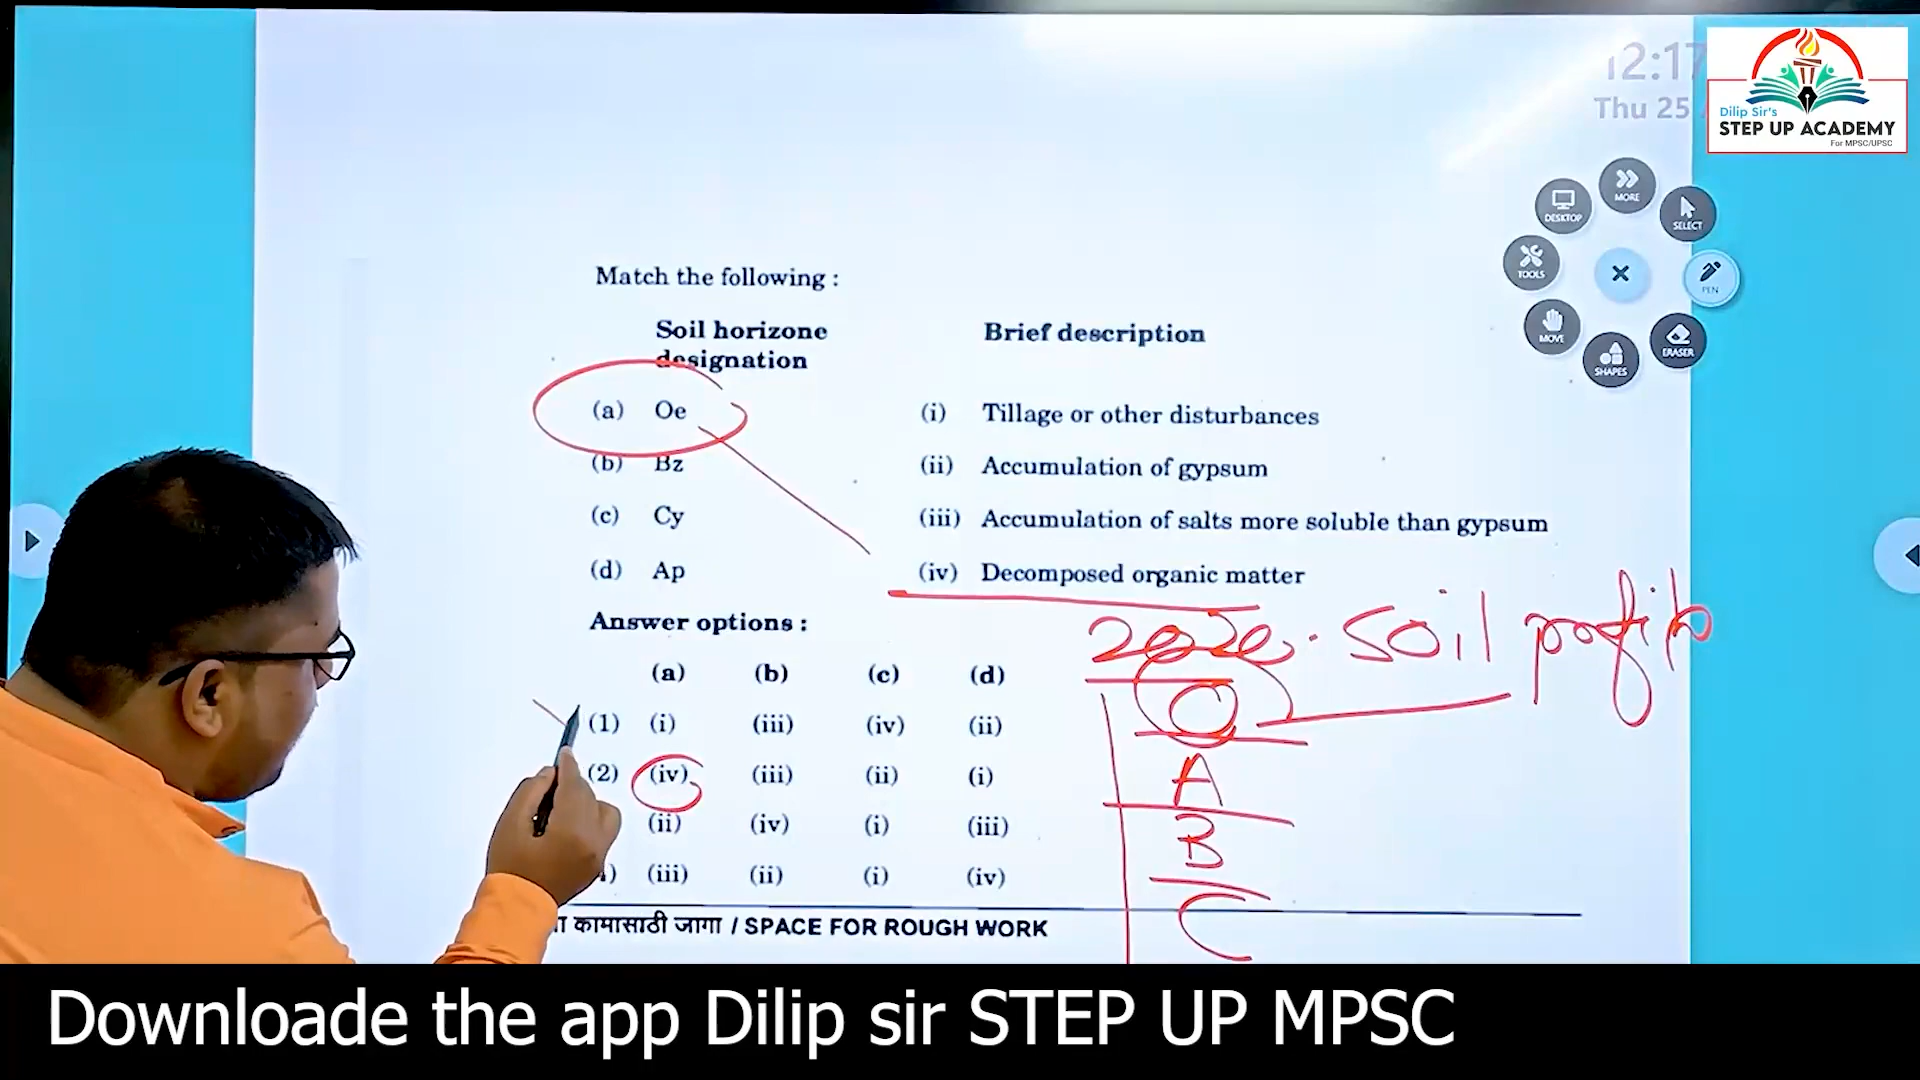 12:17
Thu 25
Dilip Sir's
STEP UP ACADEMY
For MPSC/UPSC
MORE
DESKTOP
SELECT
TOOLS
PEN
MOVE
ERASER
SHAPES
Match the following :
Soil horizone designation
Brief description
(a) Oe (i) Tillage or other disturbances
(b) Bz (ii) Accumulation of gypsum
(c) Cy (iii) Accumulation of salts more soluble than gypsum
(d) Ap (iv) Decomposed organic matter
Answer options :
(a) (b) (c) (d)
(1) (i) (iii) (iv) (ii)
(2) (iv) (iii) (ii) (i)
(ii) (iv) (i) (iii)
(iii) (ii) (i) (iv)
soil
O
A
B
C
कामासाठी जागा / SPACE FOR ROUGH WORK
Downloade the app Dilip sir STEP UP MPSC